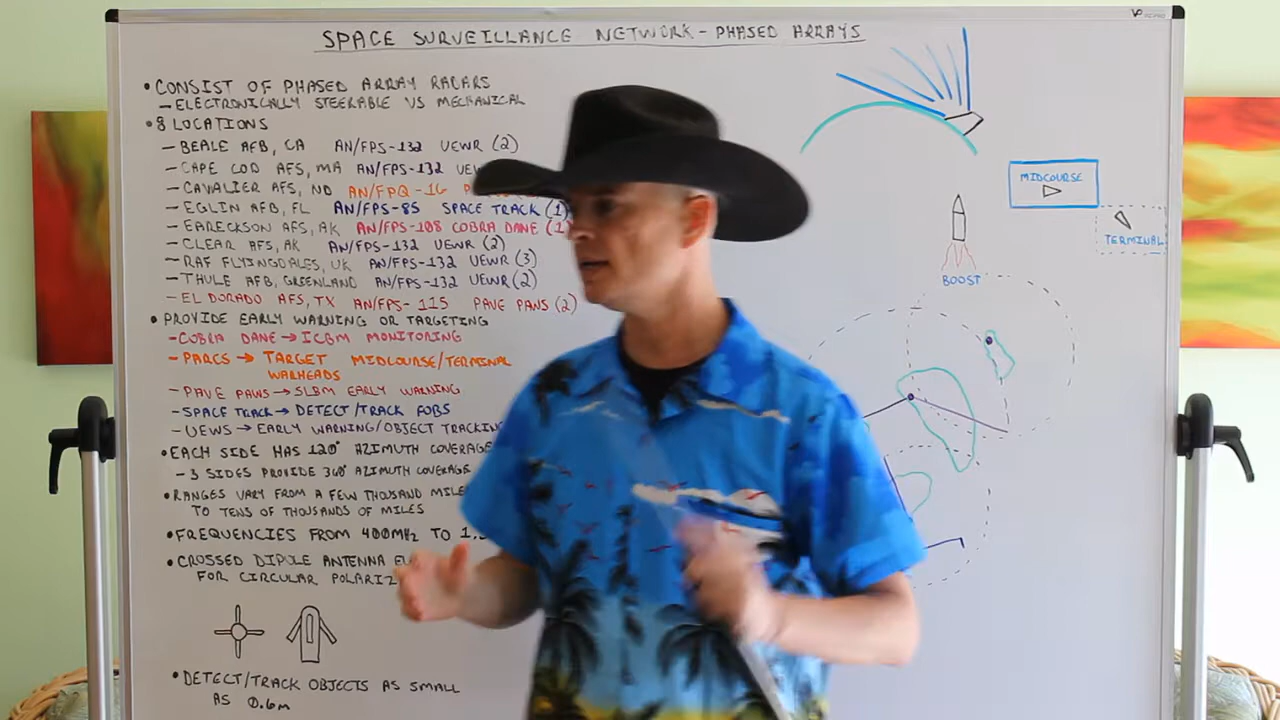 SPACE SURVEILLANCE NETWORK - PHASED ARRAYS
• CONSIST OF PHASED ARRAY RADARS
- ELECTRONICALLY STEERABLE VS MECHANICAL
• 8 LOCATIONS
- BEALE AFB, CA AN/FPS-132 UEWR (2)
- CAPE COD AFS, MA AN/FPS-132
- CAVALIER AFS, ND AN/FPQ-16
- EGLIN AFB, FL AN/FPS-85 SPACE TRACK (1)
- EARECKSON AFS, AK AN/FPS-108 COBRA DANE (1)
- CLEAR AFS, AK AN/FPS-132 UEWR (2)
- RAF FLYINGDALES, UK AN/FPS-132 UEWR (3)
- THULE AFB, GREENLAND AN/FPS-132 UEWR (2)
- EL DORADO AFS, TX AN/FPS-115 PAVE PAWS (2)
• PROVIDE EARLY WARNING OR TARGETING
- COBRA DANE → ICBM MONITORING
- PARCS → TARGET MIDCOURSE/TERMINAL
WARHEADS
- PAVE PAWS → SLBM EARLY WARNING
- SPACE TRACK → DETECT/TRACK FOBS
- UEWS → EARLY WARNING/OBJECT TRACKING
• EACH SIDE HAS 120° AZIMUTH COVERAGE
- 3 SIDES PROVIDE 360° AZIMUTH COVERAGE
• RANGES VARY FROM A FEW THOUSAND MILE
TO TENS OF THOUSANDS OF MILES
• FREQUENCIES FROM 400MHz TO
• CROSSED DIPOLE ANTENNA
FOR CIRCULAR
• DETECT/TRACK OBJECTS AS SMALL
AS 0.6m
MIDCOURSE
TERMINAL
BOOST